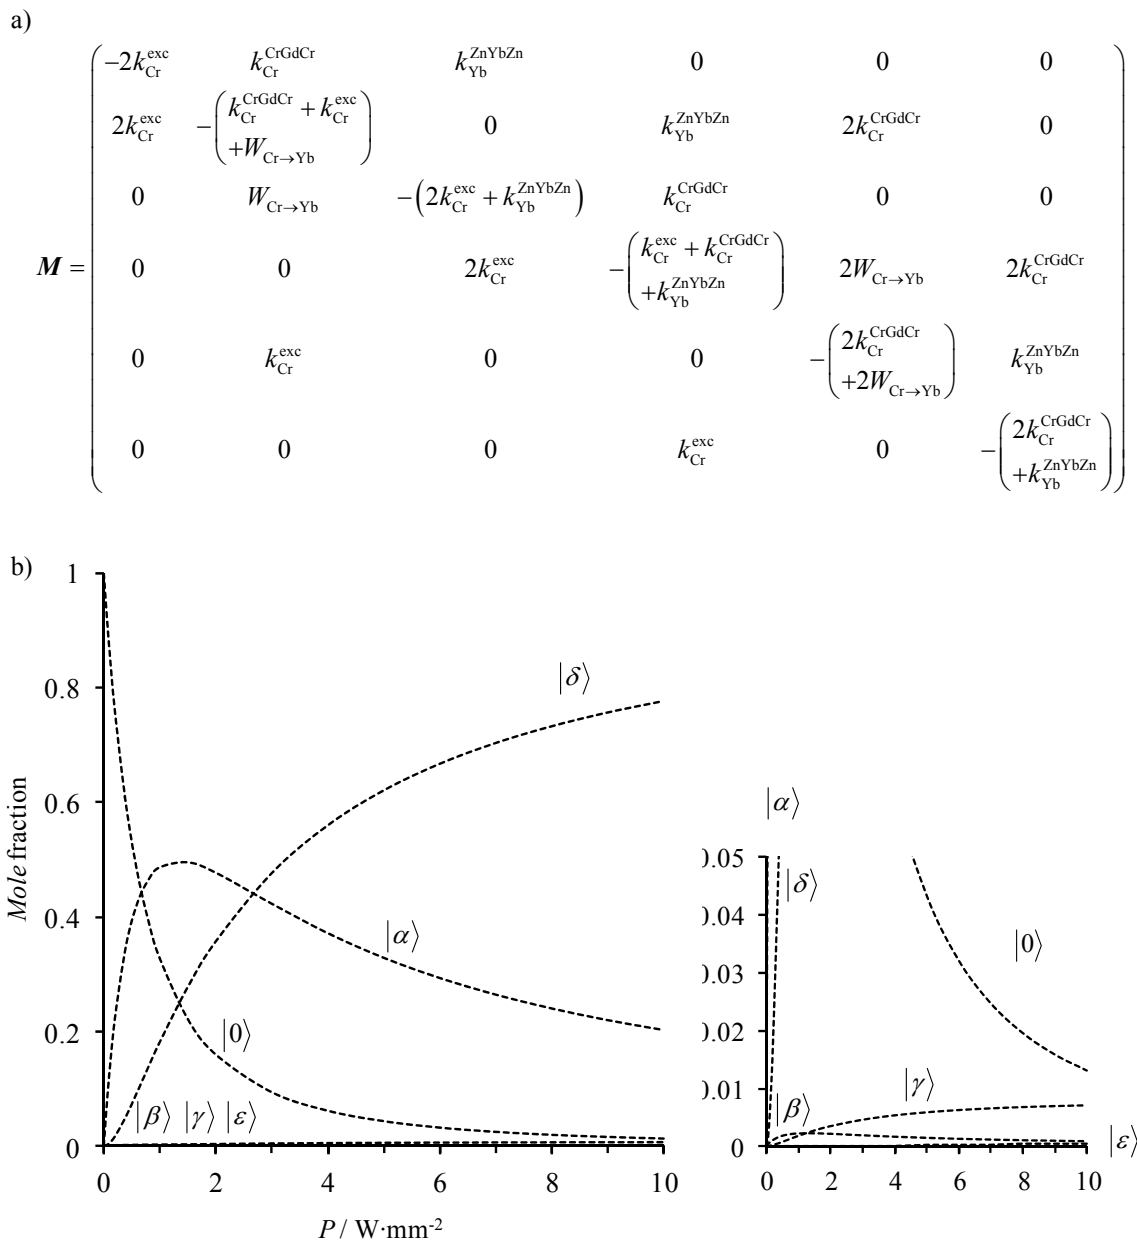 a)
−2k_Cr^exc k_Cr^CrGdCr k_Yb^ZnYbZn 0 0 0
2k_Cr^exc −(k_Cr^CrGdCr + k_Cr^exc +W_Cr→Yb) 0 k_Yb^ZnYbZn 2k_Cr^CrGdCr 0
0 W_Cr→Yb −(2k_Cr^exc + k_Yb^ZnYbZn) k_Cr^CrGdCr 0 0
M = 0 0 2k_Cr^exc −(k_Cr^exc + k_Cr^CrGdCr +k_Yb^ZnYbZn) 2W_Cr→Yb 2k_Cr^CrGdCr
0 k_Cr^exc 0 0 −(2k_Cr^CrGdCr +2W_Cr→Yb) k_Yb^ZnYbZn
0 0 0 k_Cr^exc 0 −(2k_Cr^CrGdCr +k_Yb^ZnYbZn)
b)
Mole fraction
1
0.8
0.6
0.4
0.2
0
|δ⟩
|α⟩
|0⟩
|β⟩ |γ⟩ |ε⟩
0 2 4 6 8 10
P / W·mm-2
|α⟩
0.05
0.04
0.03
0.02
0.01
0
|δ⟩
|0⟩
|γ⟩
|β⟩
|ε⟩
0 2 4 6 8 10